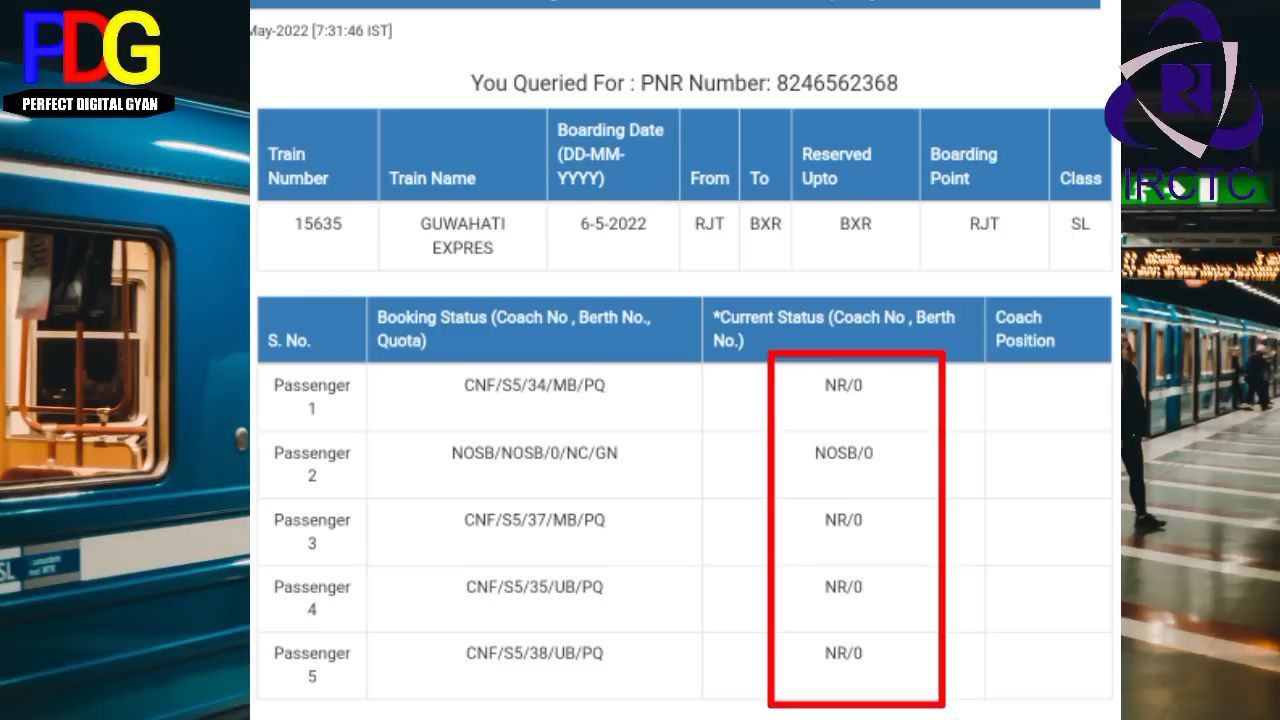 PDG
PERFECT DIGITAL GYAN
May-2022 [7:31:46 IST]
You Queried For : PNR Number: 8246562368
Train Number | Train Name | Boarding Date (DD-MM-YYYY) | From | To | Reserved Upto | Boarding Point | Class
15635 | GUWAHATI EXPRES | 6-5-2022 | RJT | BXR | BXR | RJT | SL
S. No. | Booking Status (Coach No , Berth No., Quota) | *Current Status (Coach No , Berth No.) | Coach Position
Passenger 1 | CNF/S5/34/MB/PQ | NR/0
Passenger 2 | NOSB/NOSB/0/NC/GN | NOSB/0
Passenger 3 | CNF/S5/37/MB/PQ | NR/0
Passenger 4 | CNF/S5/35/UB/PQ | NR/0
Passenger 5 | CNF/S5/38/UB/PQ | NR/0
IRCTC
SL